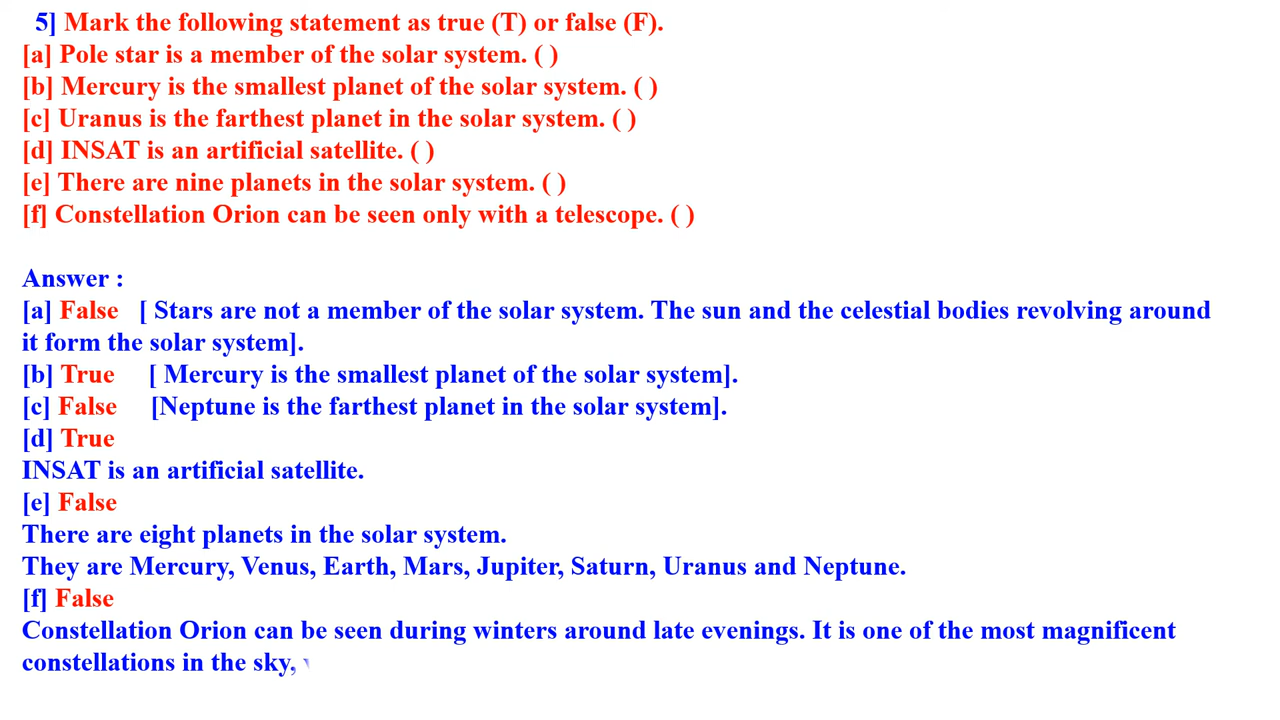 5] Mark the following statement as true (T) or false (F).
[a] Pole star is a member of the solar system. ( )
[b] Mercury is the smallest planet of the solar system. ( )
[c] Uranus is the farthest planet in the solar system. ( )
[d] INSAT is an artificial satellite. ( )
[e] There are nine planets in the solar system. ( )
[f] Constellation Orion can be seen only with a telescope. ( )
Answer :
[a] False [ Stars are not a member of the solar system. The sun and the celestial bodies revolving around
it form the solar system].
[b] True [ Mercury is the smallest planet of the solar system].
[c] False [Neptune is the farthest planet in the solar system].
[d] True
INSAT is an artificial satellite.
[e] False
There are eight planets in the solar system.
They are Mercury, Venus, Earth, Mars, Jupiter, Saturn, Uranus and Neptune.
[f] False
Constellation Orion can be seen during winters around late evenings. It is one of the most magnificent
constellations in the sky,